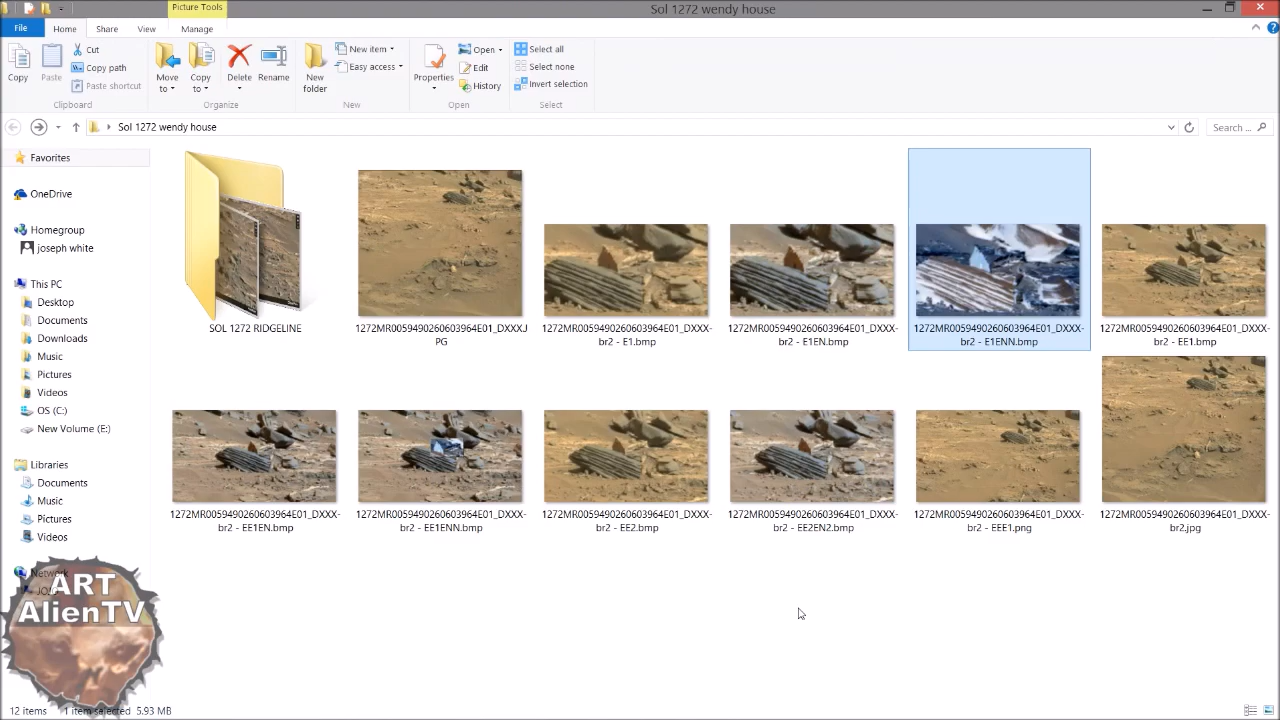 Picture Tools
Sol 1272 wendy house
File
Home
Share
View
Manage
Copy
Paste
Cut
Copy path
Paste shortcut
Clipboard
Move to
Copy to
Delete
Rename
Organize
New folder
New item
Easy access
New
Properties
Open
Edit
History
Open
Select all
Select none
Invert selection
Select
Sol 1272 wendy house
Search ...
Favorites
OneDrive
Homegroup
joseph white
This PC
Desktop
Documents
Downloads
Music
Pictures
Videos
OS (C:)
New Volume (E:)
Libraries
Documents
Music
Pictures
Videos
Network
SOL 1272 RIDGELINE
1272MR0059490260603964E01_DXXX.J
PG
1272MR0059490260603964E01_DXXX-
br2 - E1.bmp
1272MR0059490260603964E01_DXXX-
br2 - E1EN.bmp
1272MR0059490260603964E01_DXXX-
br2 - E1ENN.bmp
1272MR0059490260603964E01_DXXX-
br2 - EE1.bmp
1272MR0059490260603964E01_DXXX-
br2 - EE1EN.bmp
1272MR0059490260603964E01_DXXX-
br2 - EE1ENN.bmp
1272MR0059490260603964E01_DXXX-
br2 - EE2.bmp
1272MR0059490260603964E01_DXXX-
br2 - EE2EN2.bmp
1272MR0059490260603964E01_DXXX-
br2 - EEE1.png
1272MR0059490260603964E01_DXXX-
br2.jpg
ART
AlienTV
12 items
1 item selected 5.93 MB